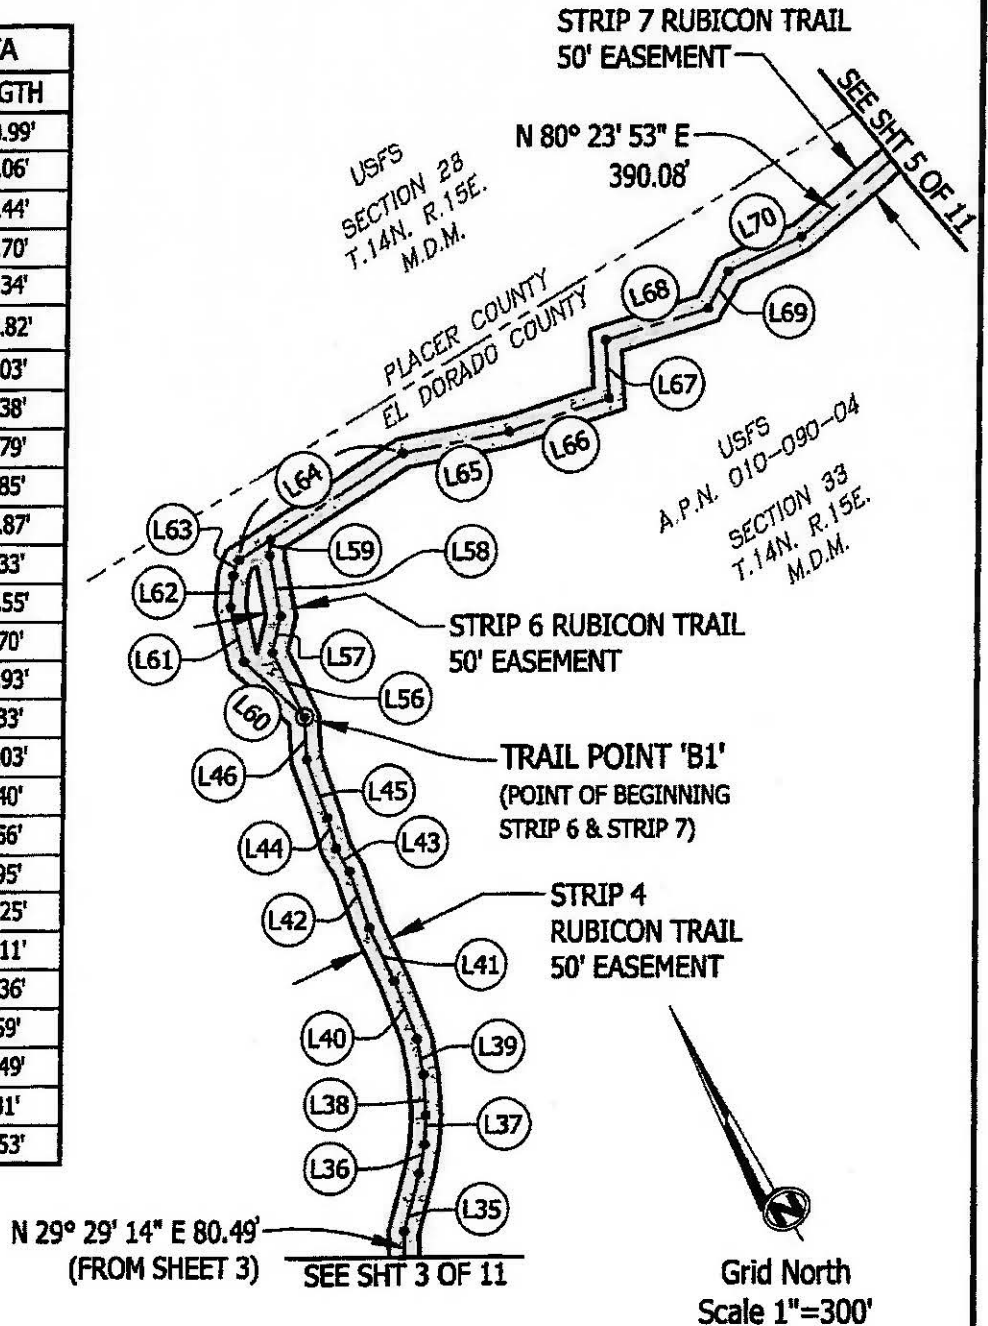 TA
GTH
.99'
.06'
.44'
.70'
.34'
.82'
.03'
.38'
.79'
.85'
.87'
.33'
.55'
.70'
.93'
.33'
.03'
.40'
.56'
.95'
.25'
.11'
.36'
.59'
.49'
.53'
STRIP 7 RUBICON TRAIL
50' EASEMENT
SEE SHT 5 OF 11
N 80° 23' 53" E
390.08'
USFS
SECTION 28
T.14N. R.15E.
M.D.M.
L70
L68
L69
PLACER COUNTY
EL DORADO COUNTY
L67
L66
L65
L64
USFS
A.P.N. 010-090-04
SECTION 33
T.14N. R.15E.
M.D.M.
L63
L59
L58
L62
STRIP 6 RUBICON TRAIL
50' EASEMENT
L61
L57
L56
L60
TRAIL POINT 'B1'
(POINT OF BEGINNING
STRIP 6 & STRIP 7)
L46
L45
L44
L43
L42
STRIP 4
RUBICON TRAIL
50' EASEMENT
L41
L40
L39
L38
L37
L36
L35
N 29° 29' 14" E 80.49'
(FROM SHEET 3)
SEE SHT 3 OF 11
N
Grid North
Scale 1"=300'